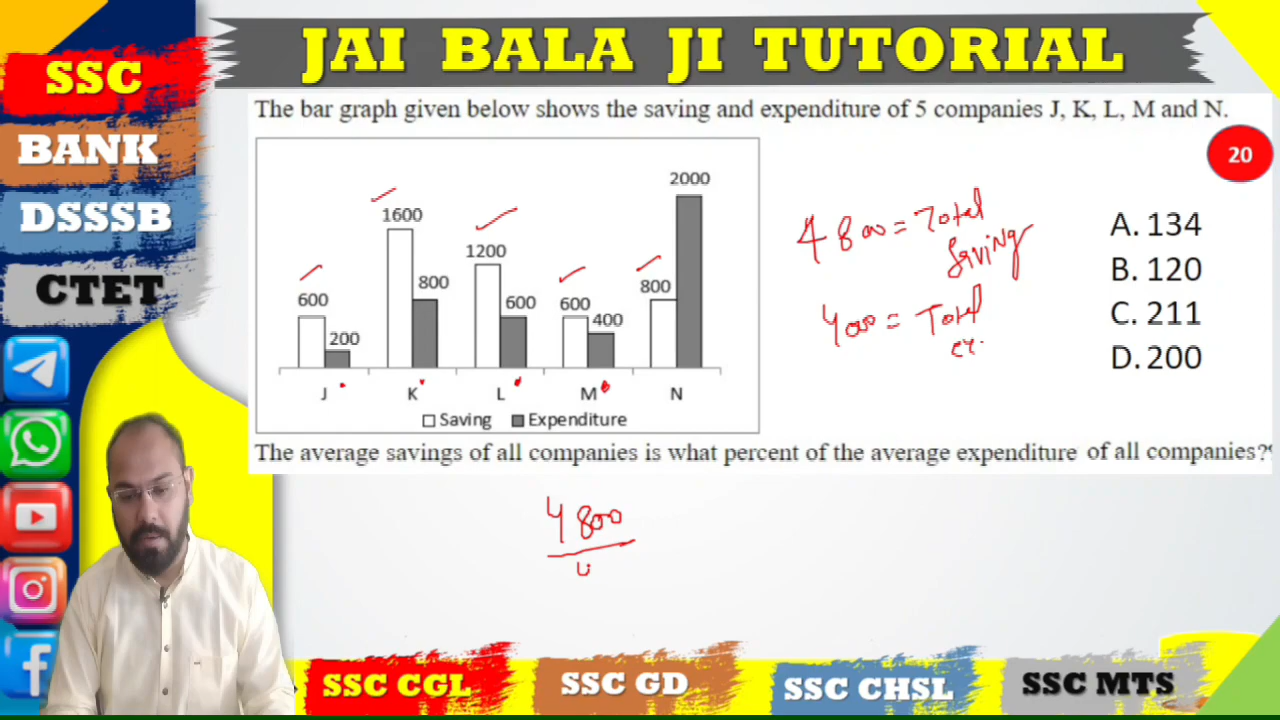 JAI BALA JI TUTORIAL
SSC
BANK
DSSSB
CTET
The bar graph given below shows the saving and expenditure of 5 companies J, K, L, M and N.
20
2000
1600
1200
800
800
600
600
600
400
200
J K L M N
Saving Expenditure
4800 = Total
Saving
4000 = Total
ex.
A. 134
B. 120
C. 211
D. 200
The average savings of all companies is what percent of the average expenditure of all companies??
4800
SSC CGL
SSC GD
SSC CHSL
SSC MTS